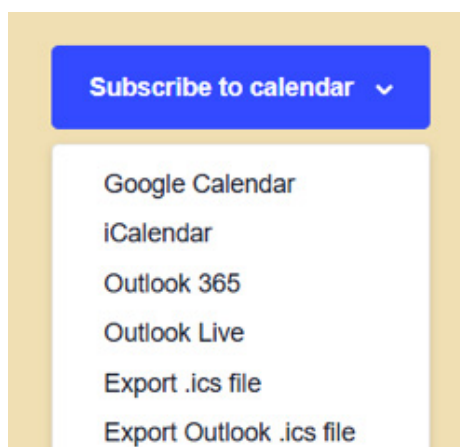 Subscribe to calendar
Google Calendar
iCalendar
Outlook 365
Outlook Live
Export .ics file
Export Outlook .ics file